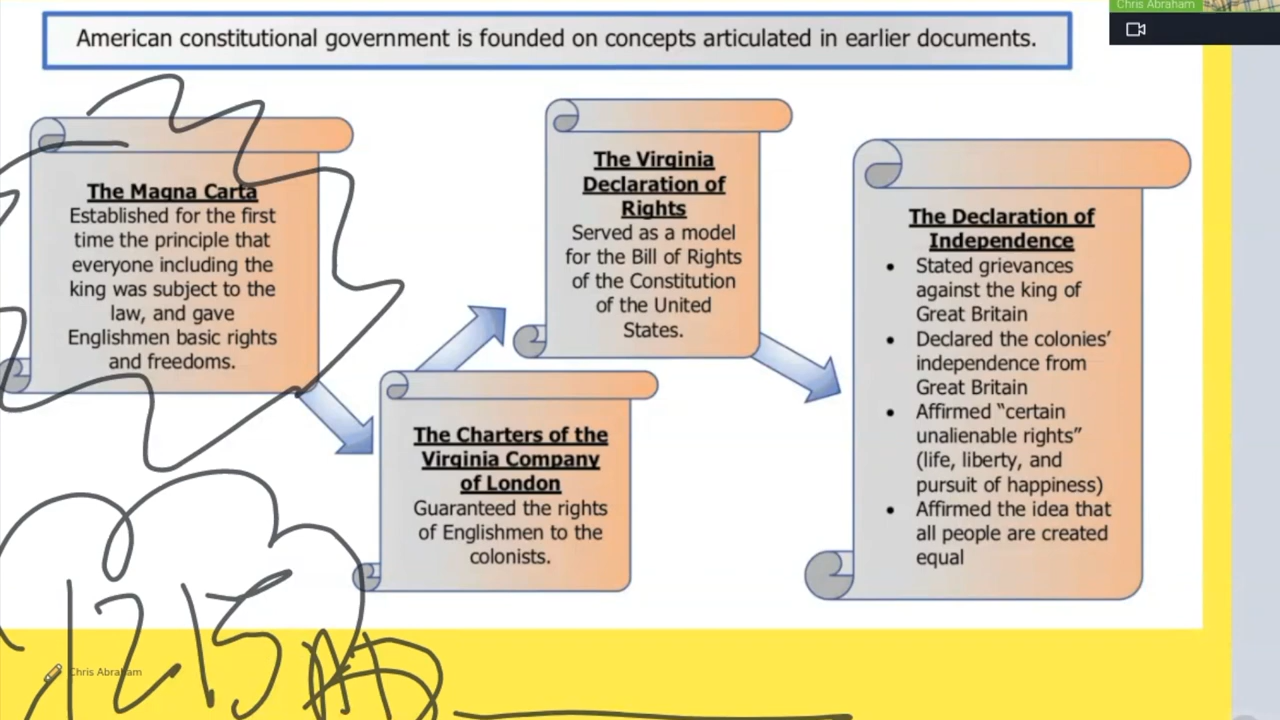 Chris Abraham
American constitutional government is founded on concepts articulated in earlier documents.
The Magna Carta
Established for the first
time the principle that
everyone including the
king was subject to the
law, and gave
Englishmen basic rights
and freedoms.
The Charters of the
Virginia Company
of London
Guaranteed the rights
of Englishmen to the
colonists.
The Virginia
Declaration of
Rights
Served as a model
for the Bill of Rights
of the Constitution
of the United
States.
The Declaration of
Independence
• Stated grievances
against the king of
Great Britain
• Declared the colonies’
independence from
Great Britain
• Affirmed “certain
unalienable rights”
(life, liberty, and
pursuit of happiness)
• Affirmed the idea that
all people are created
equal
1215 AD
Chris Abraham